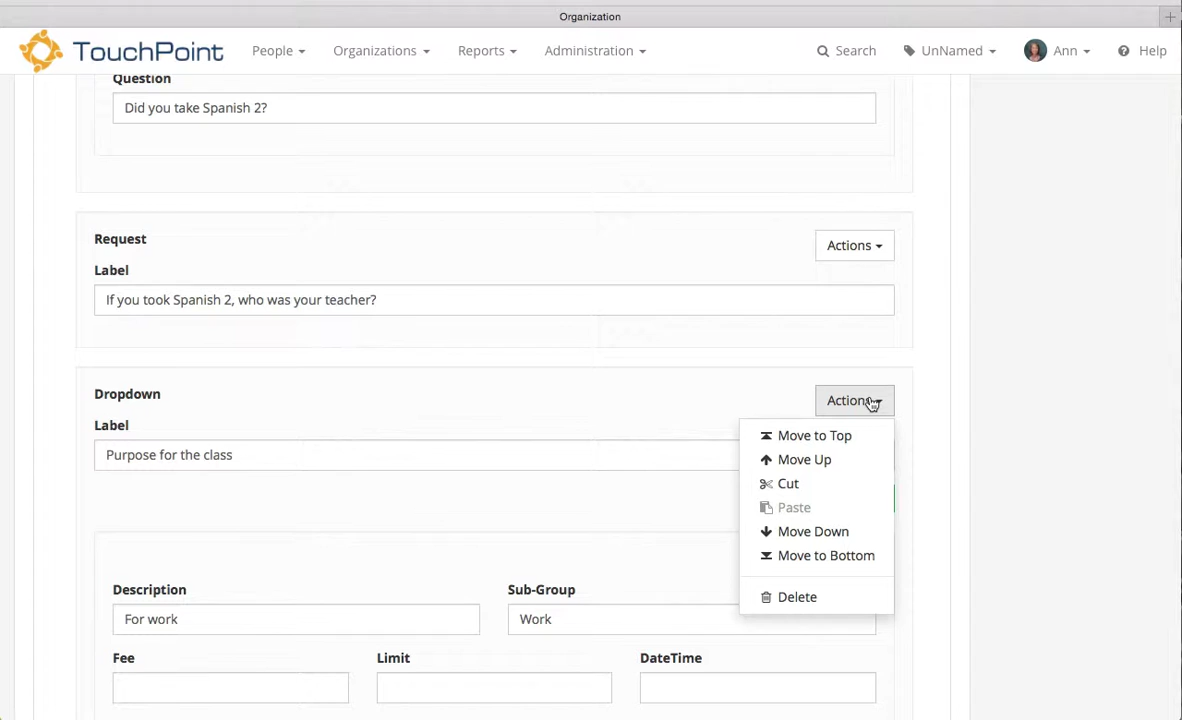 Organization
TouchPoint People Organizations Reports Administration Search UnNamed Ann Help
Question
Did you take Spanish 2?
Request
Actions
Label
If you took Spanish 2, who was your teacher?
Dropdown
Actions
Label
Purpose for the class
Move to Top
Move Up
Cut
Paste
Move Down
Move to Bottom
Delete
Description
Sub-Group
For work
Work
Fee
Limit
DateTime